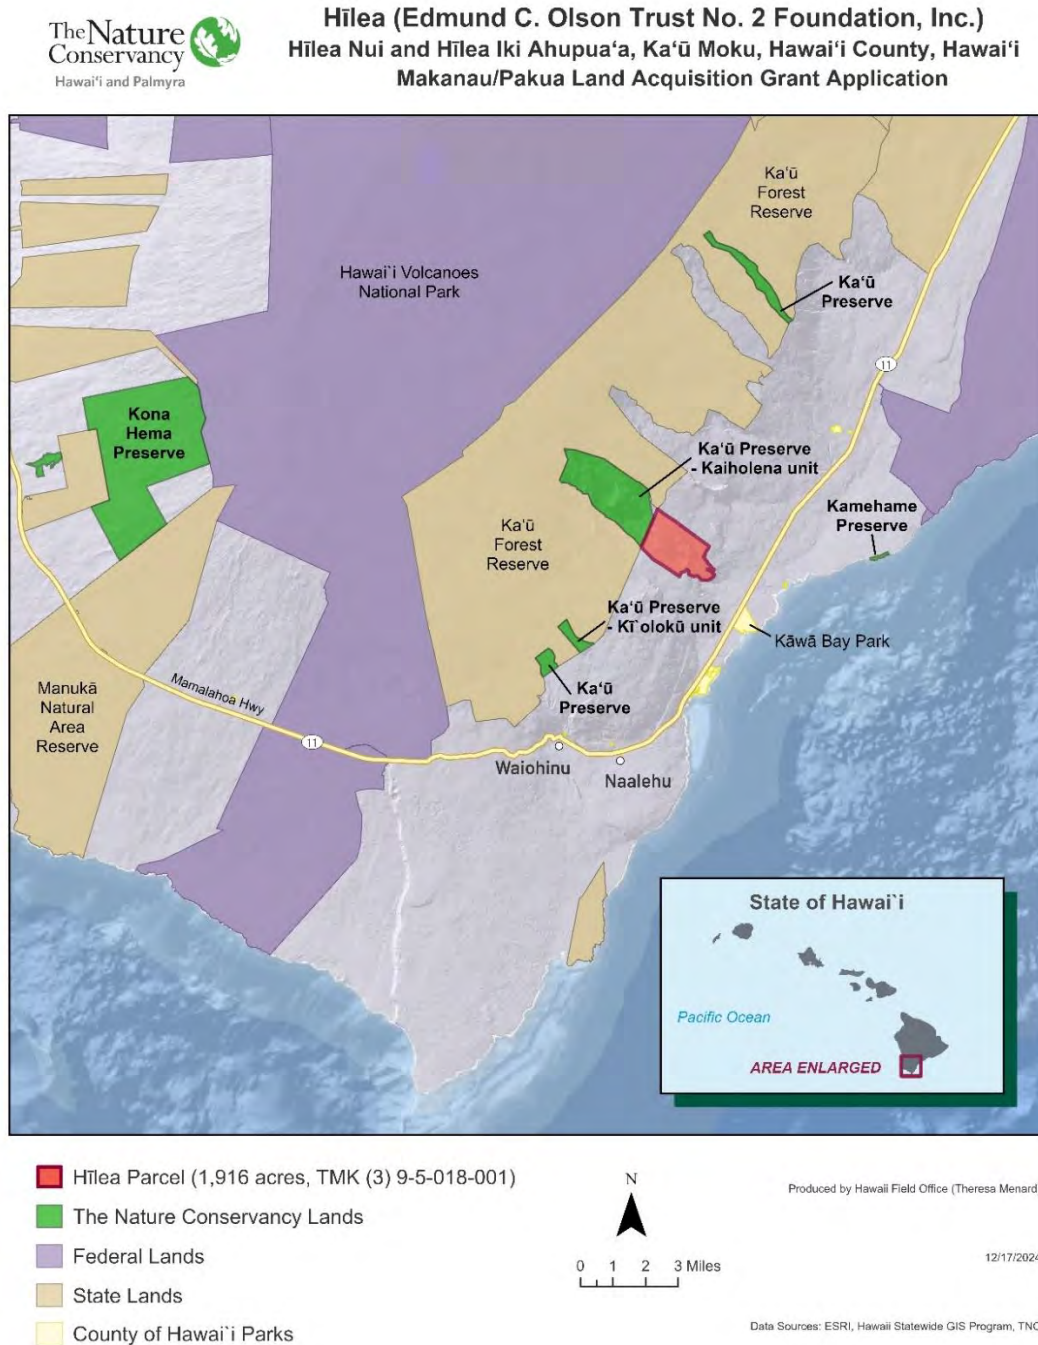 The Nature
Conservancy
Hawai‘i and Palmyra
Hīlea (Edmund C. Olson Trust No. 2 Foundation, Inc.)
Hīlea Nui and Hīlea Iki Ahupua‘a, Ka‘ū Moku, Hawai‘i County, Hawai‘i
Makanau/Pakua Land Acquisition Grant Application
Ka‘ū
Forest
Reserve
Hawai`i Volcanoes
National Park
Ka‘ū
Preserve
11
Kona
Hema
Preserve
Ka‘ū Preserve
- Kaiholena unit
Kamehame
Preserve
Ka‘ū
Forest
Reserve
Ka‘ū Preserve
- Kī`olokū unit
Kāwā Bay Park
Ka‘ū
Preserve
Manukā
Natural
Area
Reserve
Mamalahoa Hwy
11
Waiohinu
Naalehu
State of Hawai`i
Pacific Ocean
AREA ENLARGED
Hīlea Parcel (1,916 acres, TMK (3) 9-5-018-001)
The Nature Conservancy Lands
Federal Lands
State Lands
County of Hawai`i Parks
N
0 1 2 3 Miles
Produced by Hawaii Field Office (Theresa Menard
12/17/2024
Data Sources: ESRI, Hawaii Statewide GIS Program, TNC